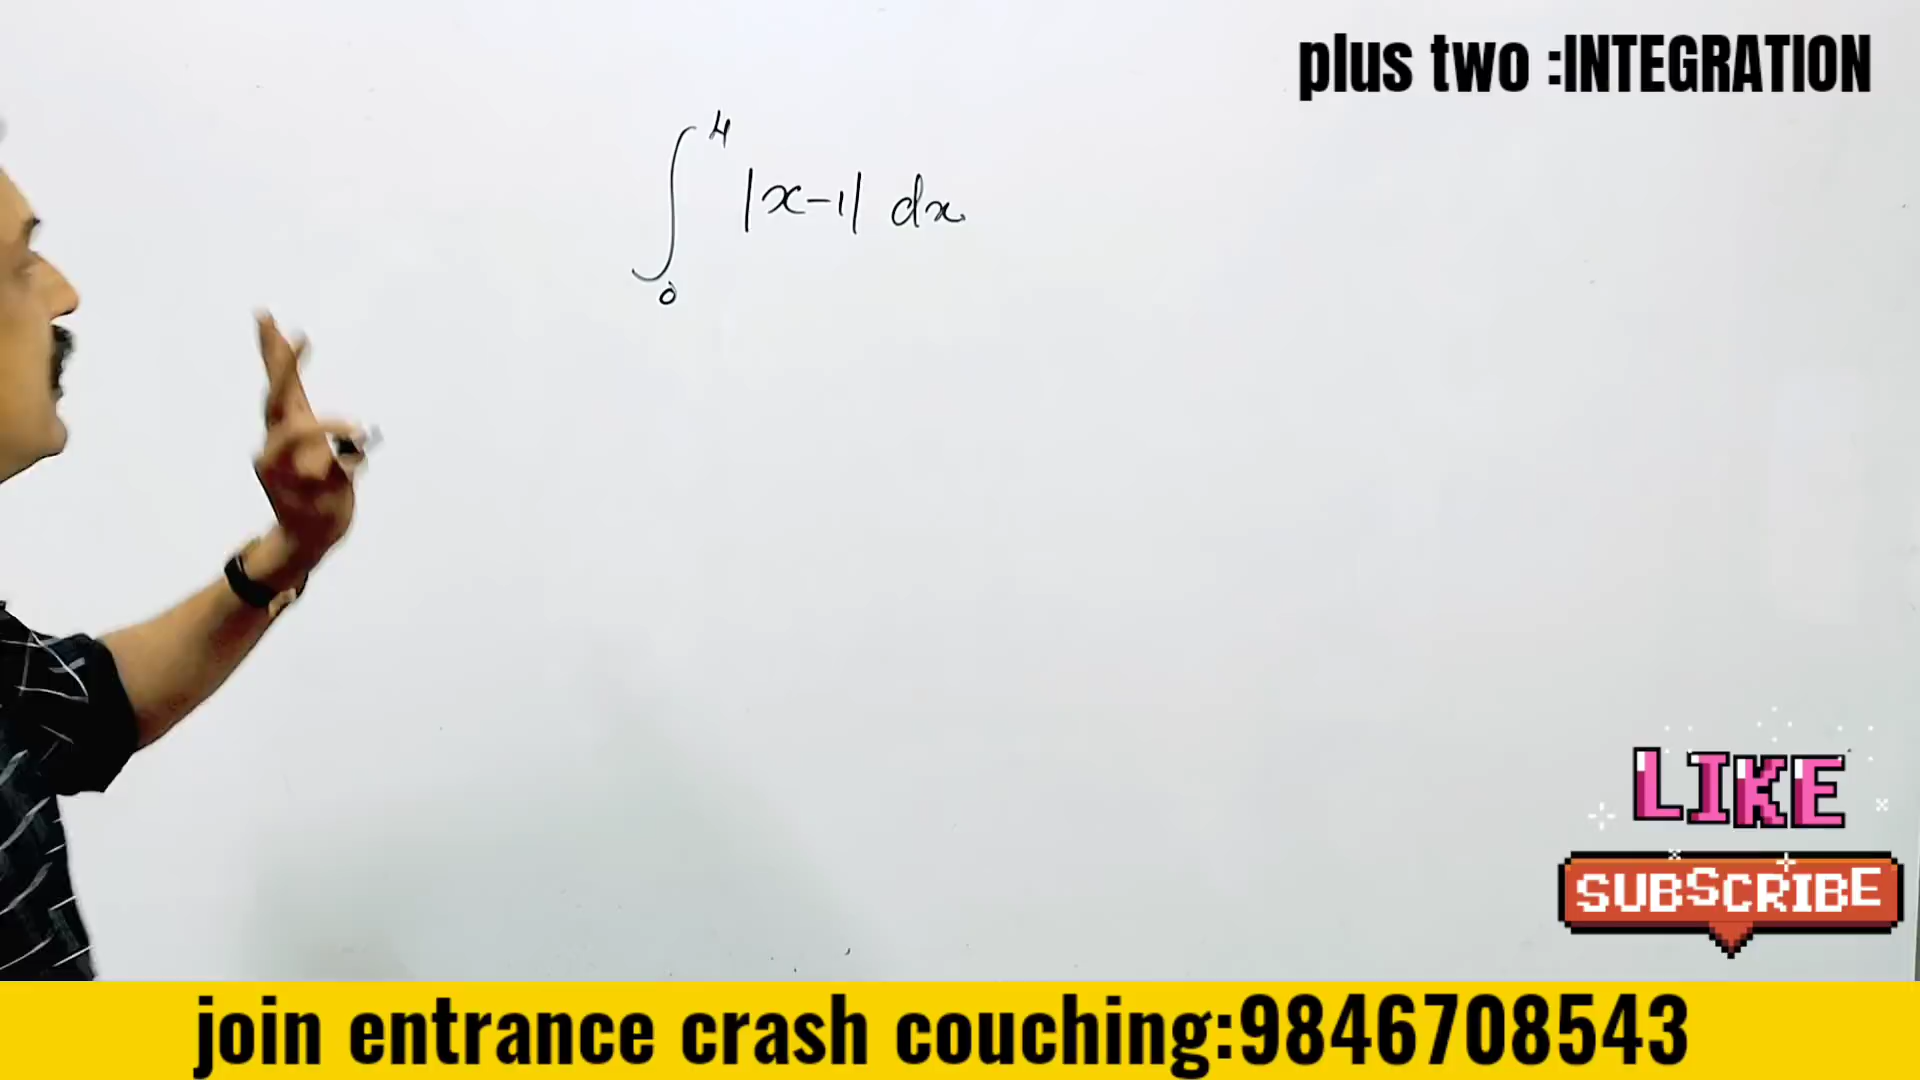 plus two :INTEGRATION
∫₀⁴ |x-1| dx
LIKE
SUBSCRIBE
join entrance crash couching:9846708543